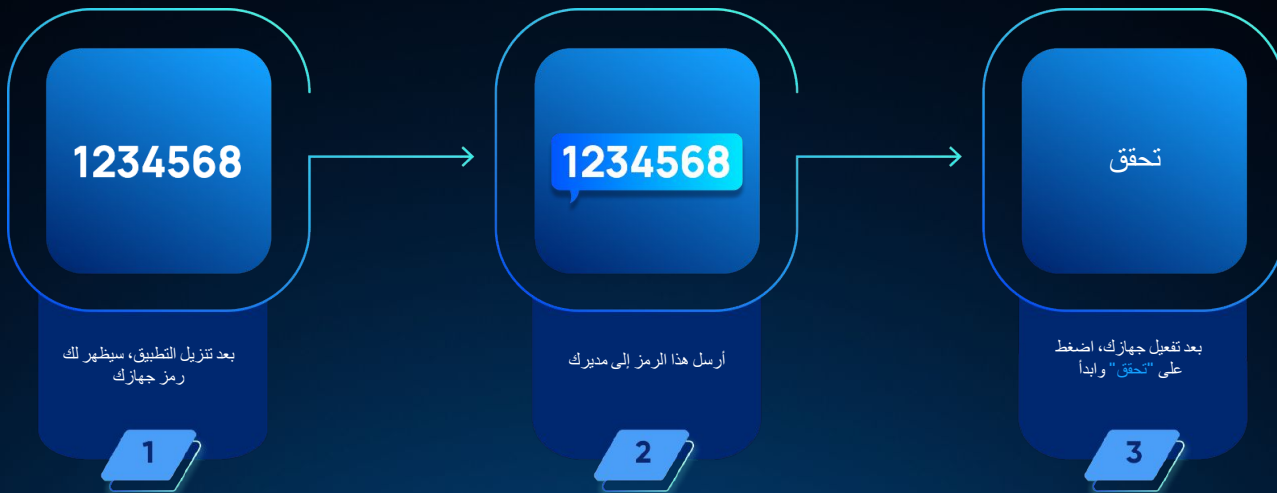 1234568
بعد تنزيل التطبيق، سيظهر لك
رمز جهازك
1
1234568
أرسل هذا الرمز إلى مديرك
2
تحقق
بعد تفعيل جهازك، اضغط
على "تحقق" وابدأ
3